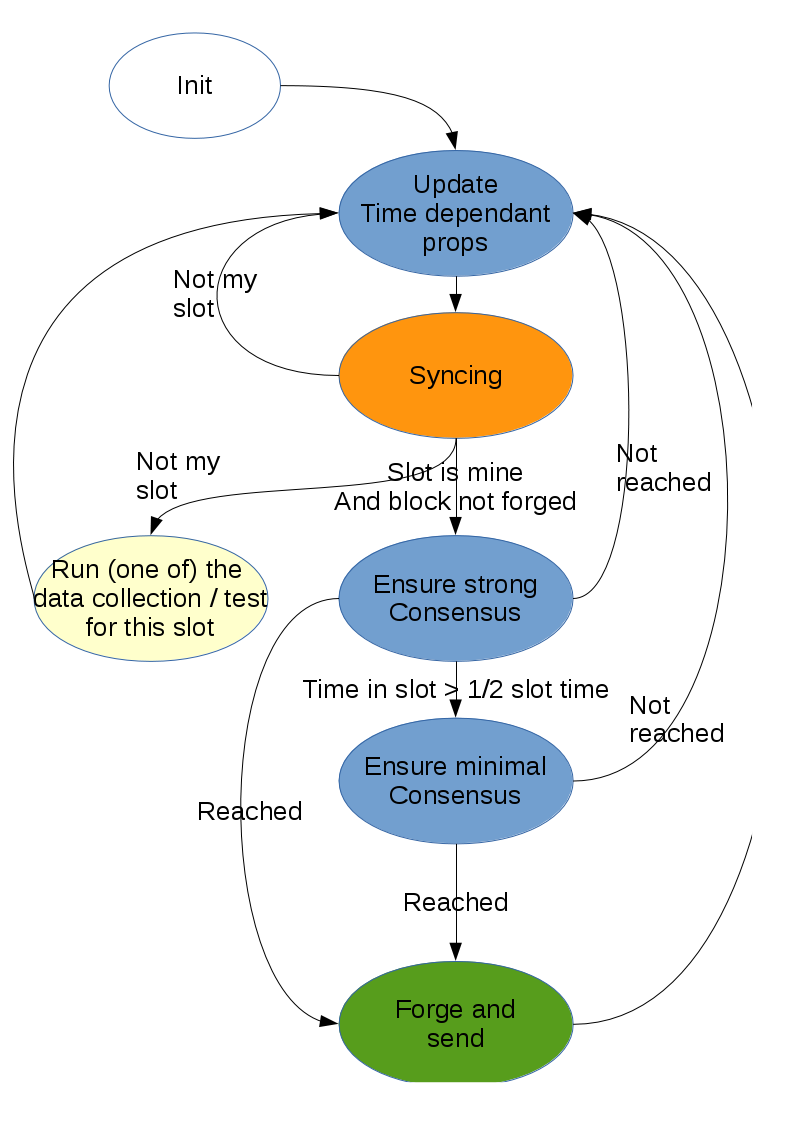 Init
Update
Time dependant
props
Not my
slot
Syncing
Not my
slot
Slot is mine
And block not forged
Not
reached
Run (one of) the
data collection / test
for this slot
Ensure strong
Consensus
Time in slot > 1/2 slot time
Not
reached
Ensure minimal
Consensus
Reached
Reached
Forge and
send